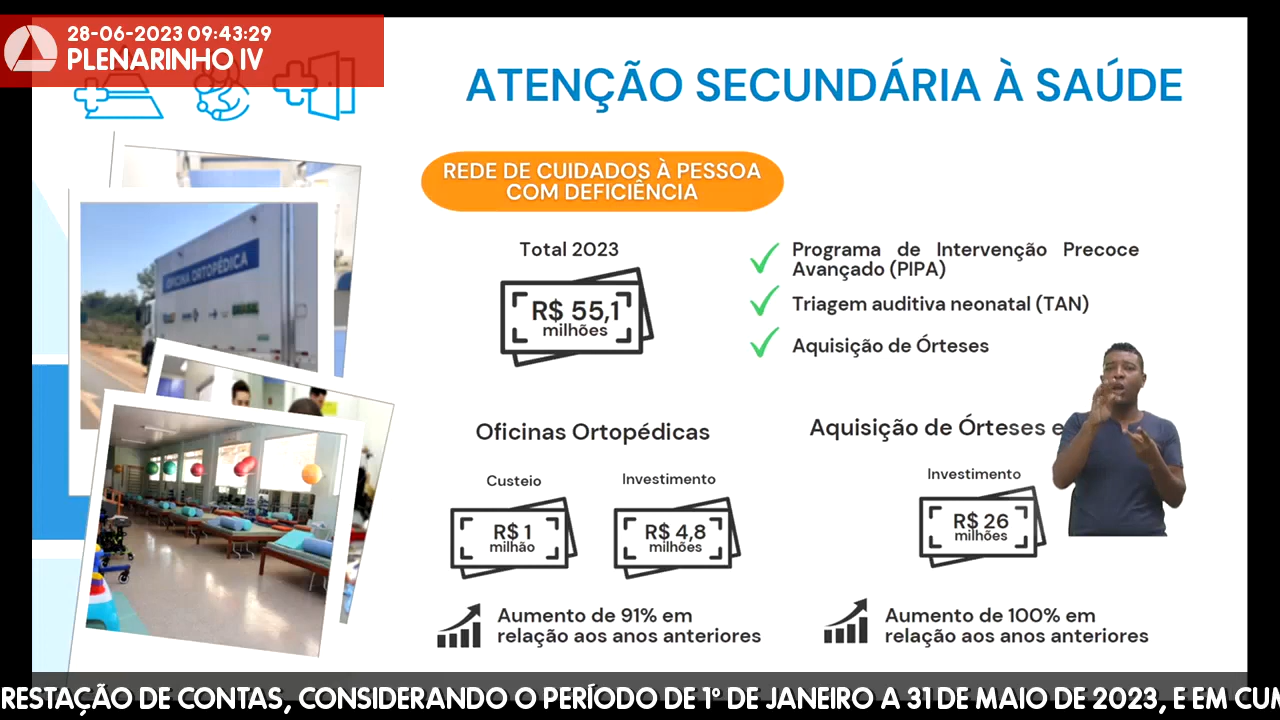 28-06-2023 09:43:29
PLENARINHO IV
ATENÇÃO SECUNDÁRIA À SAÚDE
REDE DE CUIDADOS À PESSOA
COM DEFICIÊNCIA
Total 2023
R$ 55,1
milhões
Programa de Intervenção Precoce
Avançado (PIPA)
Triagem auditiva neonatal (TAN)
Aquisição de Órteses
OFICINA ORTOPÉDICA
Oficinas Ortopédicas
Custeio
R$ 1
milhão
Investimento
R$ 4,8
milhões
Aumento de 91% em
relação aos anos anteriores
Aquisição de Órteses e
Investimento
R$ 26
milhões
Aumento de 100% em
relação aos anos anteriores
RESTAÇÃO DE CONTAS, CONSIDERANDO O PERÍODO DE 1º DE JANEIRO A 31 DE MAIO DE 2023, E EM CUM